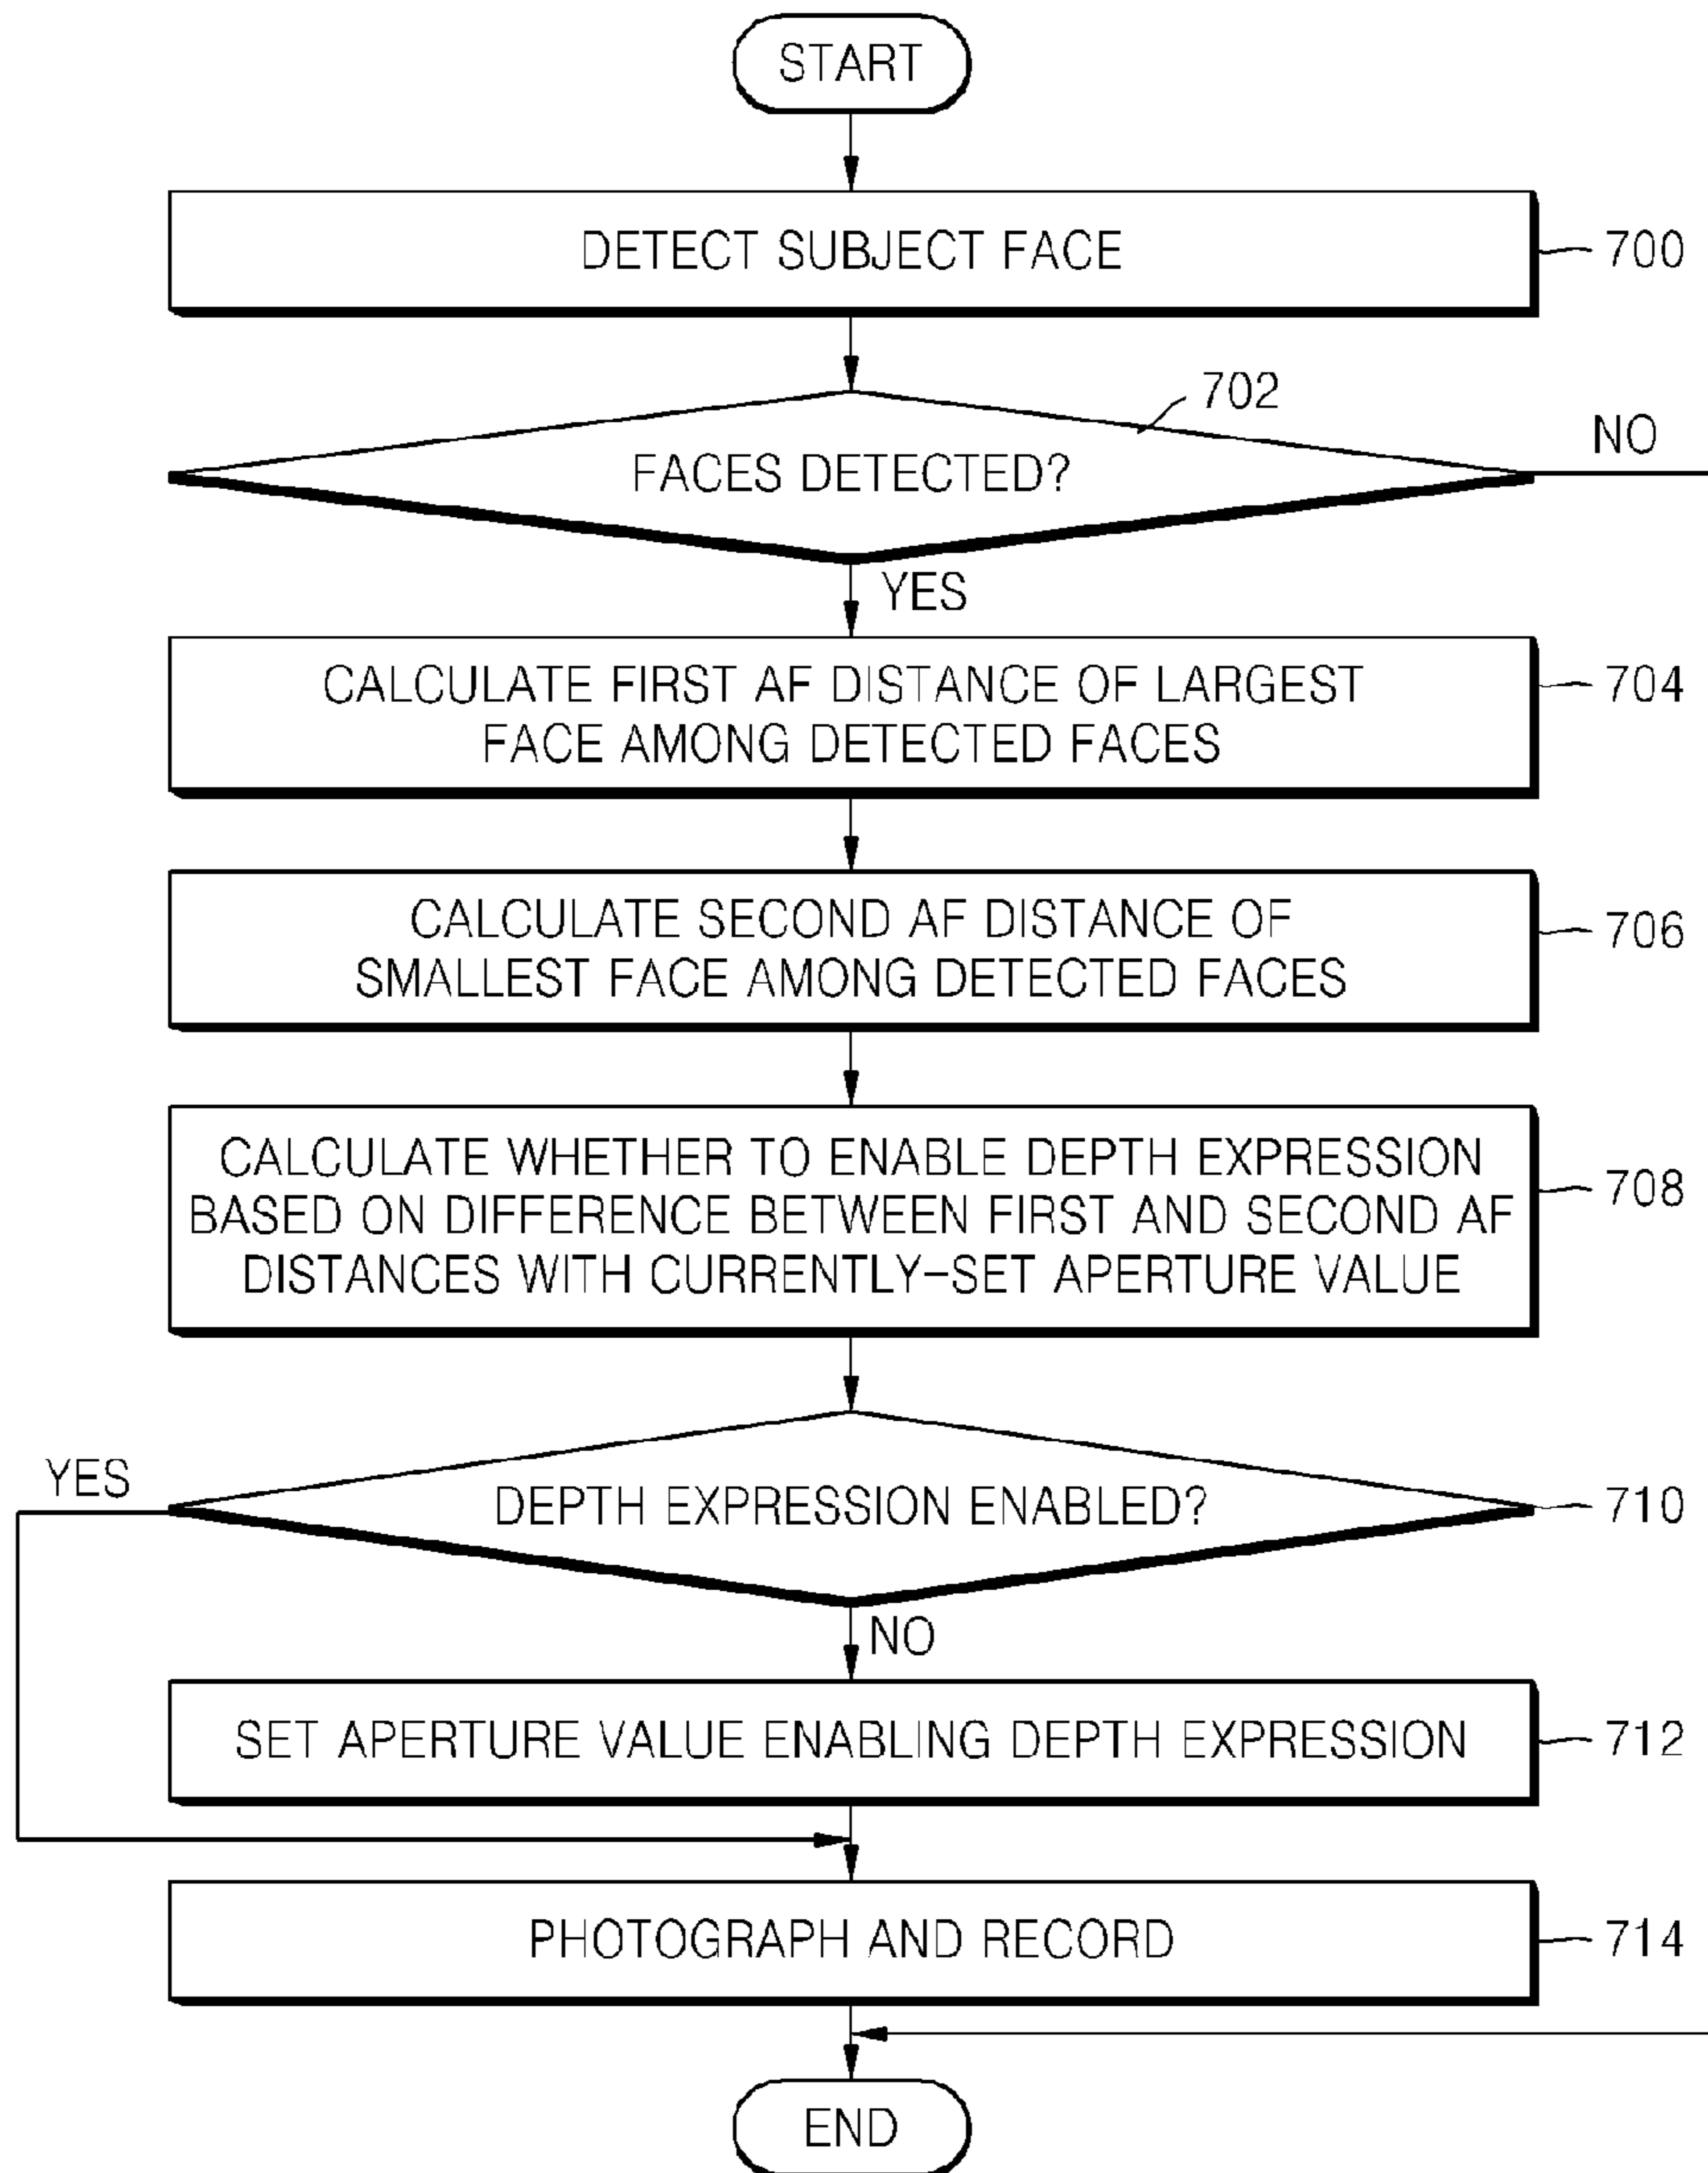 START
DETECT SUBJECT FACE
700
702
NO
FACES DETECTED?
YES
CALCULATE FIRST AF DISTANCE OF LARGEST
FACE AMONG DETECTED FACES
704
CALCULATE SECOND AF DISTANCE OF
SMALLEST FACE AMONG DETECTED FACES
706
CALCULATE WHETHER TO ENABLE DEPTH EXPRESSION
BASED ON DIFFERENCE BETWEEN FIRST AND SECOND AF
DISTANCES WITH CURRENTLY-SET APERTURE VALUE
708
YES
DEPTH EXPRESSION ENABLED?
710
NO
SET APERTURE VALUE ENABLING DEPTH EXPRESSION
712
PHOTOGRAPH AND RECORD
714
END